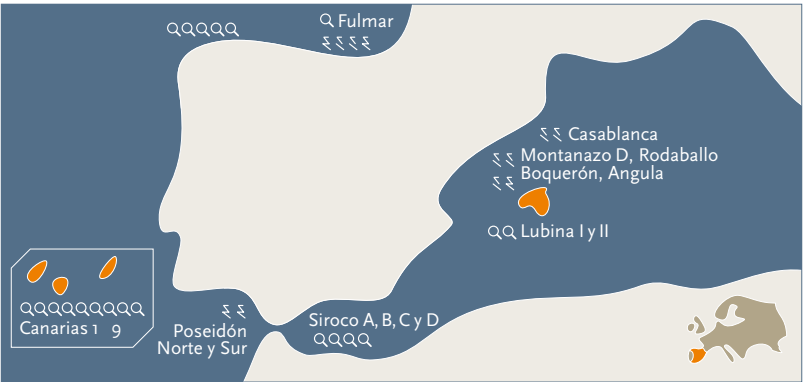 Fulmar
Casablanca
Montanazo D, Rodaballo
Boquerón, Angula
Lubina I y II
Canarias 1 9
Poseidón
Norte y Sur
Siroco A, B, C y D